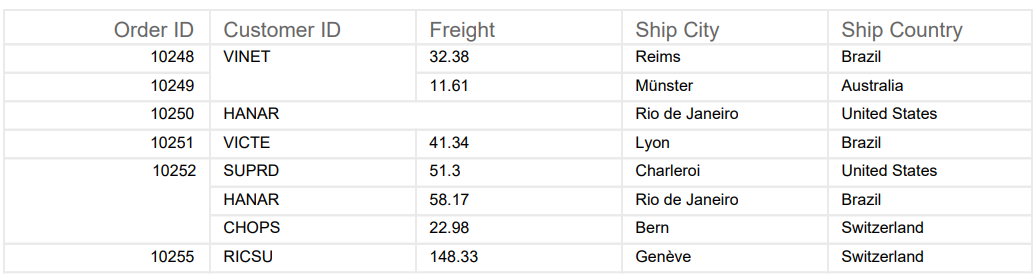 Order ID Customer ID Freight Ship City Ship Country
10248 VINET 32.38 Reims Brazil
10249 11.61 Münster Australia
10250 HANAR Rio de Janeiro United States
10251 VICTE 41.34 Lyon Brazil
10252 SUPRD 51.3 Charleroi United States
HANAR 58.17 Rio de Janeiro Brazil
CHOPS 22.98 Bern Switzerland
10255 RICSU 148.33 Genève Switzerland